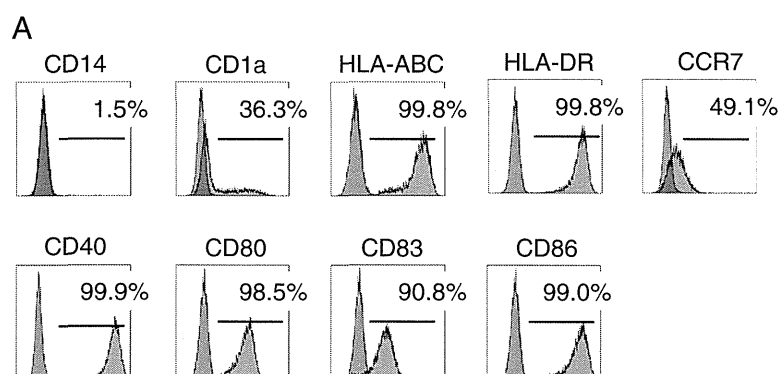 A
CD14 CD1a HLA-ABC HLA-DR CCR7
1.5% 36.3% 99.8% 99.8% 49.1%
CD40 CD80 CD83 CD86
99.9% 98.5% 90.8% 99.0%